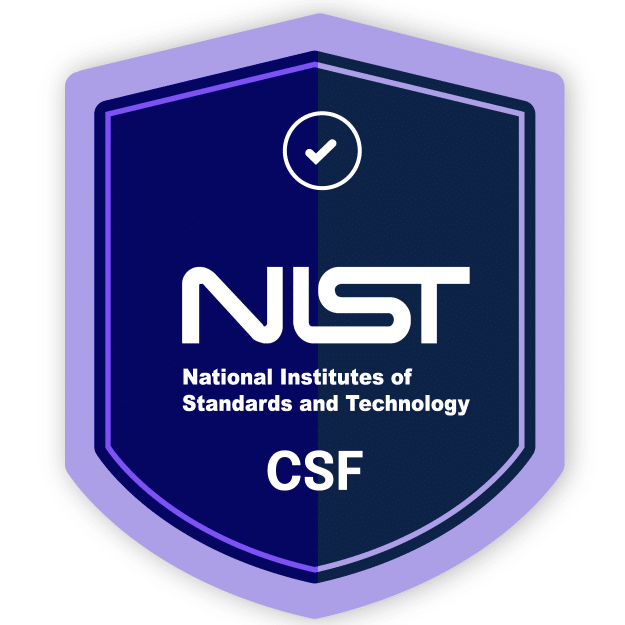 NIST
National Institutes of
Standards and Technology
CSF